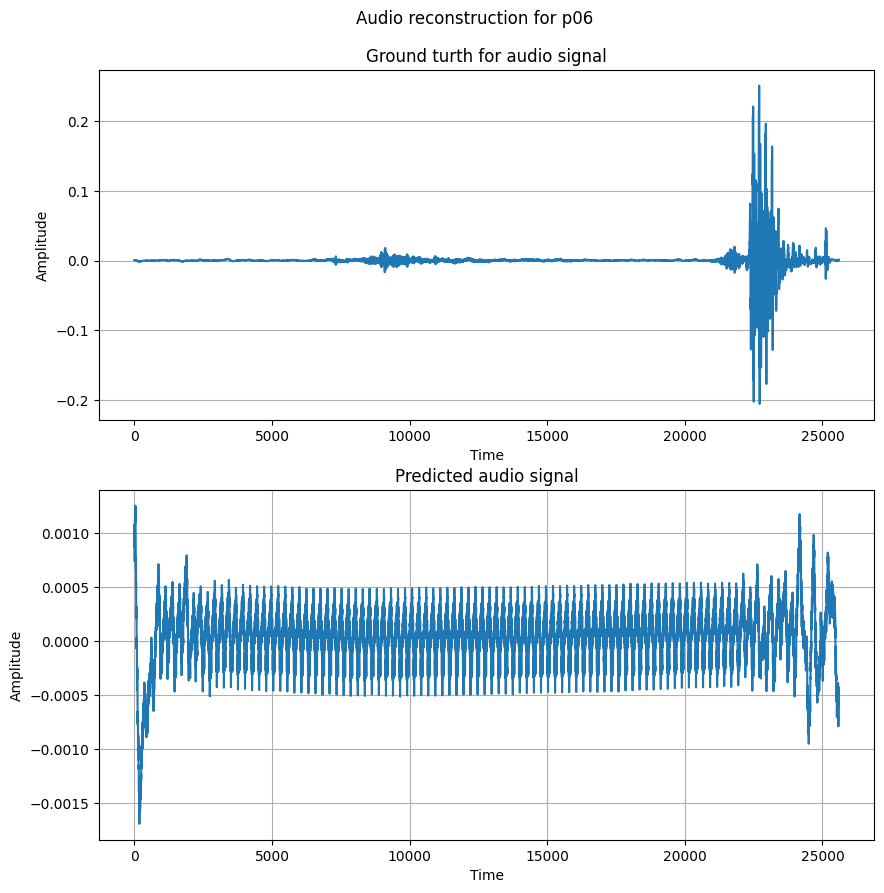 Audio reconstruction for p06
Ground turth for audio signal
0.2
0.1
0.0
−0.1
−0.2
Amplitude
0 5000 10000 15000 20000 25000
Time
Predicted audio signal
0.0010
0.0005
0.0000
−0.0005
−0.0010
−0.0015
Amplitude
0 5000 10000 15000 20000 25000
Time